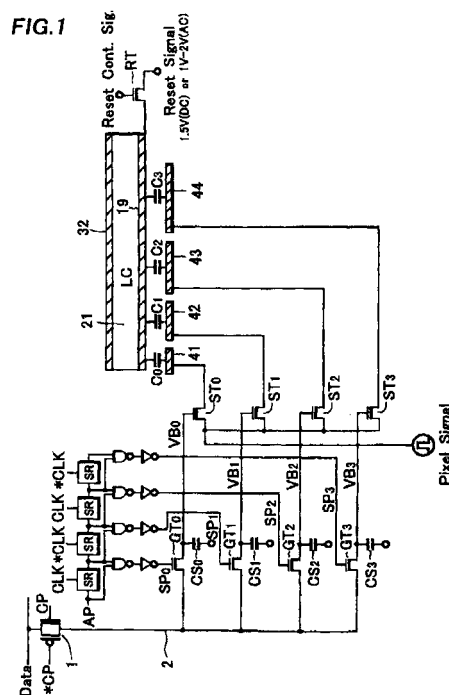 FIG.1
Reset Cont. Sig.
RT
Reset Signal
1.5V(DC) or 1V-2V(AC)
32
19
LC
21
C0
C1
C2
C3
41
42
43
44
ST0
ST1
ST2
ST3
VB0
VB1
VB2
VB3
Pixel Signal
CLK
*CLK
CLK
*CLK
SR
SR
SR
SR
AP
SP0
SP1
SP2
SP3
GT0
GT1
GT2
GT3
CS0
CS1
CS2
CS3
Data
*CP
CP
1
2